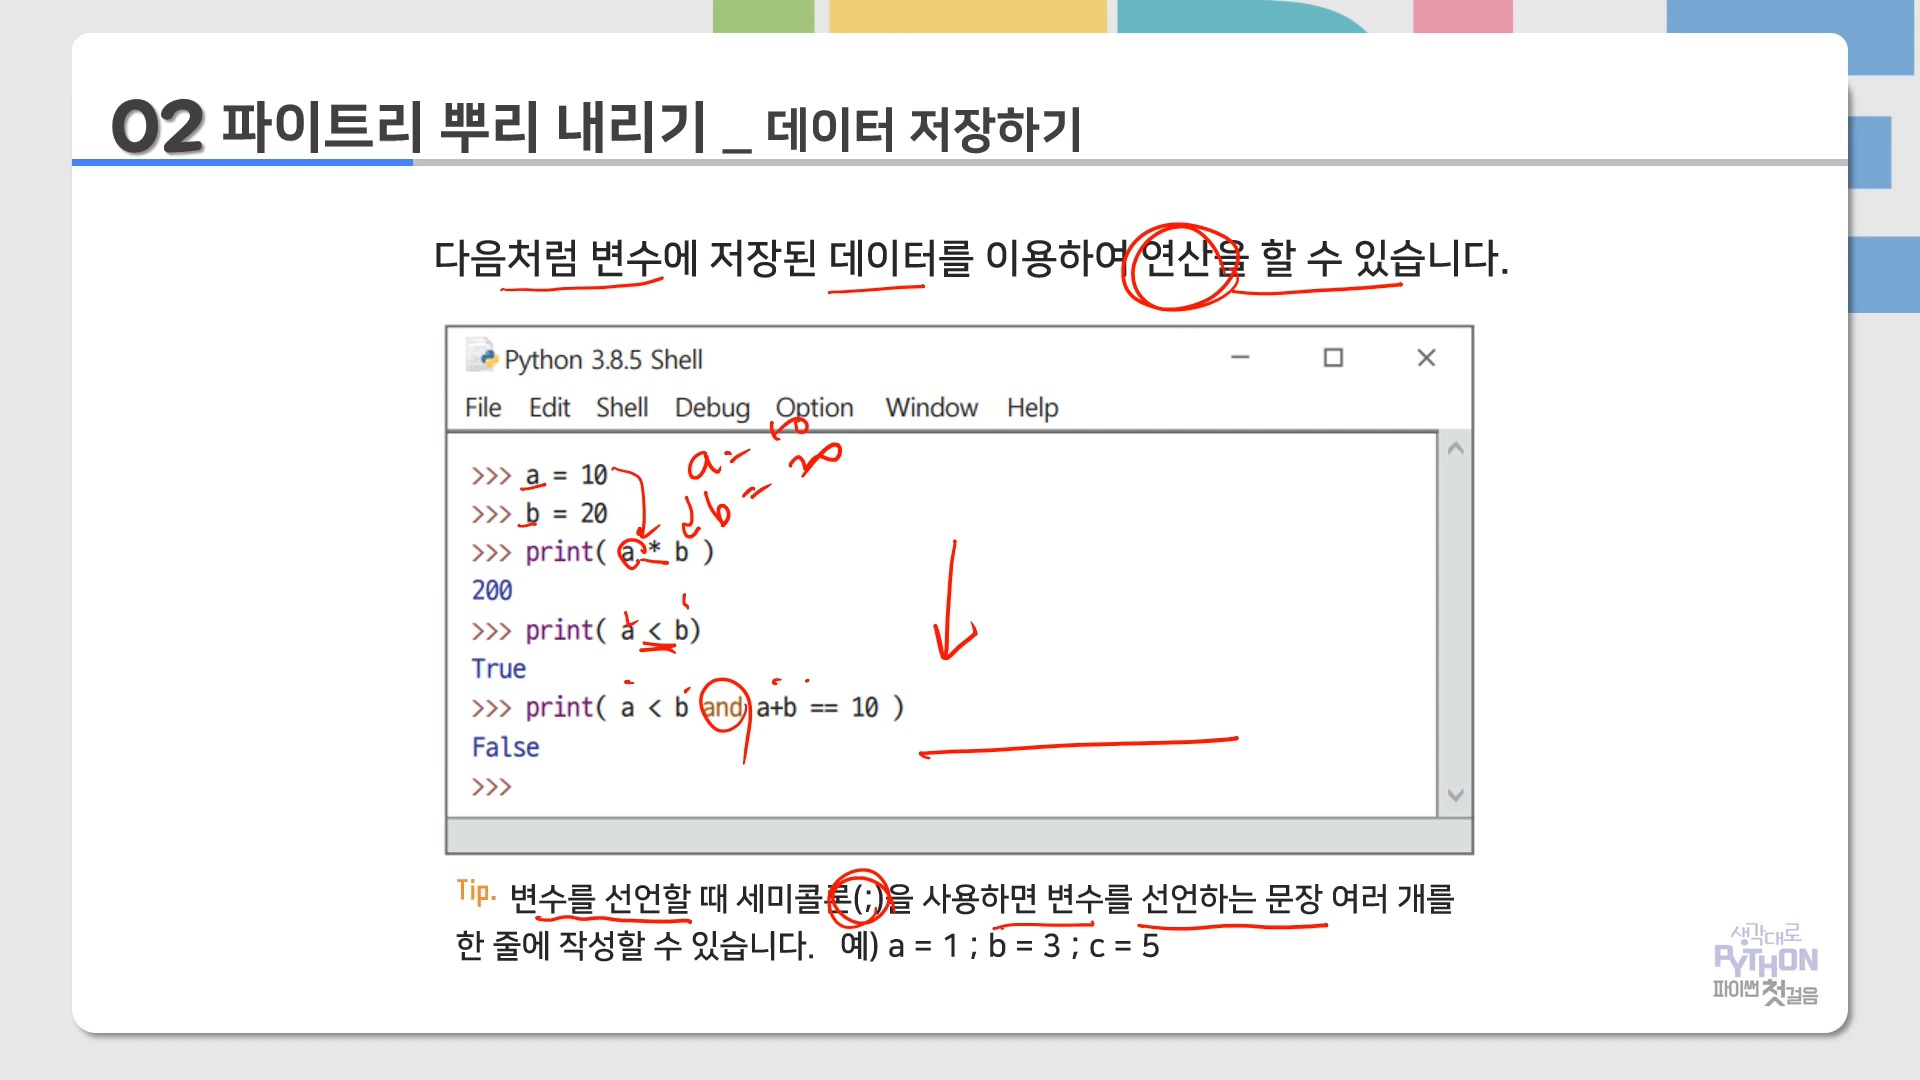 02 파이트리 뿌리 내리기 _ 데이터 저장하기
다음처럼 변수에 저장된 데이터를 이용하여 연산을 할 수 있습니다.
Python 3.8.5 Shell
File Edit Shell Debug Option Window Help
a = 10
b = 20
>>> a = 10
>>> b = 20
>>> print( a * b )
200
>>> print( a < b)
True
>>> print( a < b and a+b == 10 )
False
>>>
Tip. 변수를 선언할 때 세미콜론(;)을 사용하면 변수를 선언하는 문장 여러 개를
한 줄에 작성할 수 있습니다. 예) a = 1 ; b = 3 ; c = 5
생각대로
PYTHON
파이썬 첫걸음